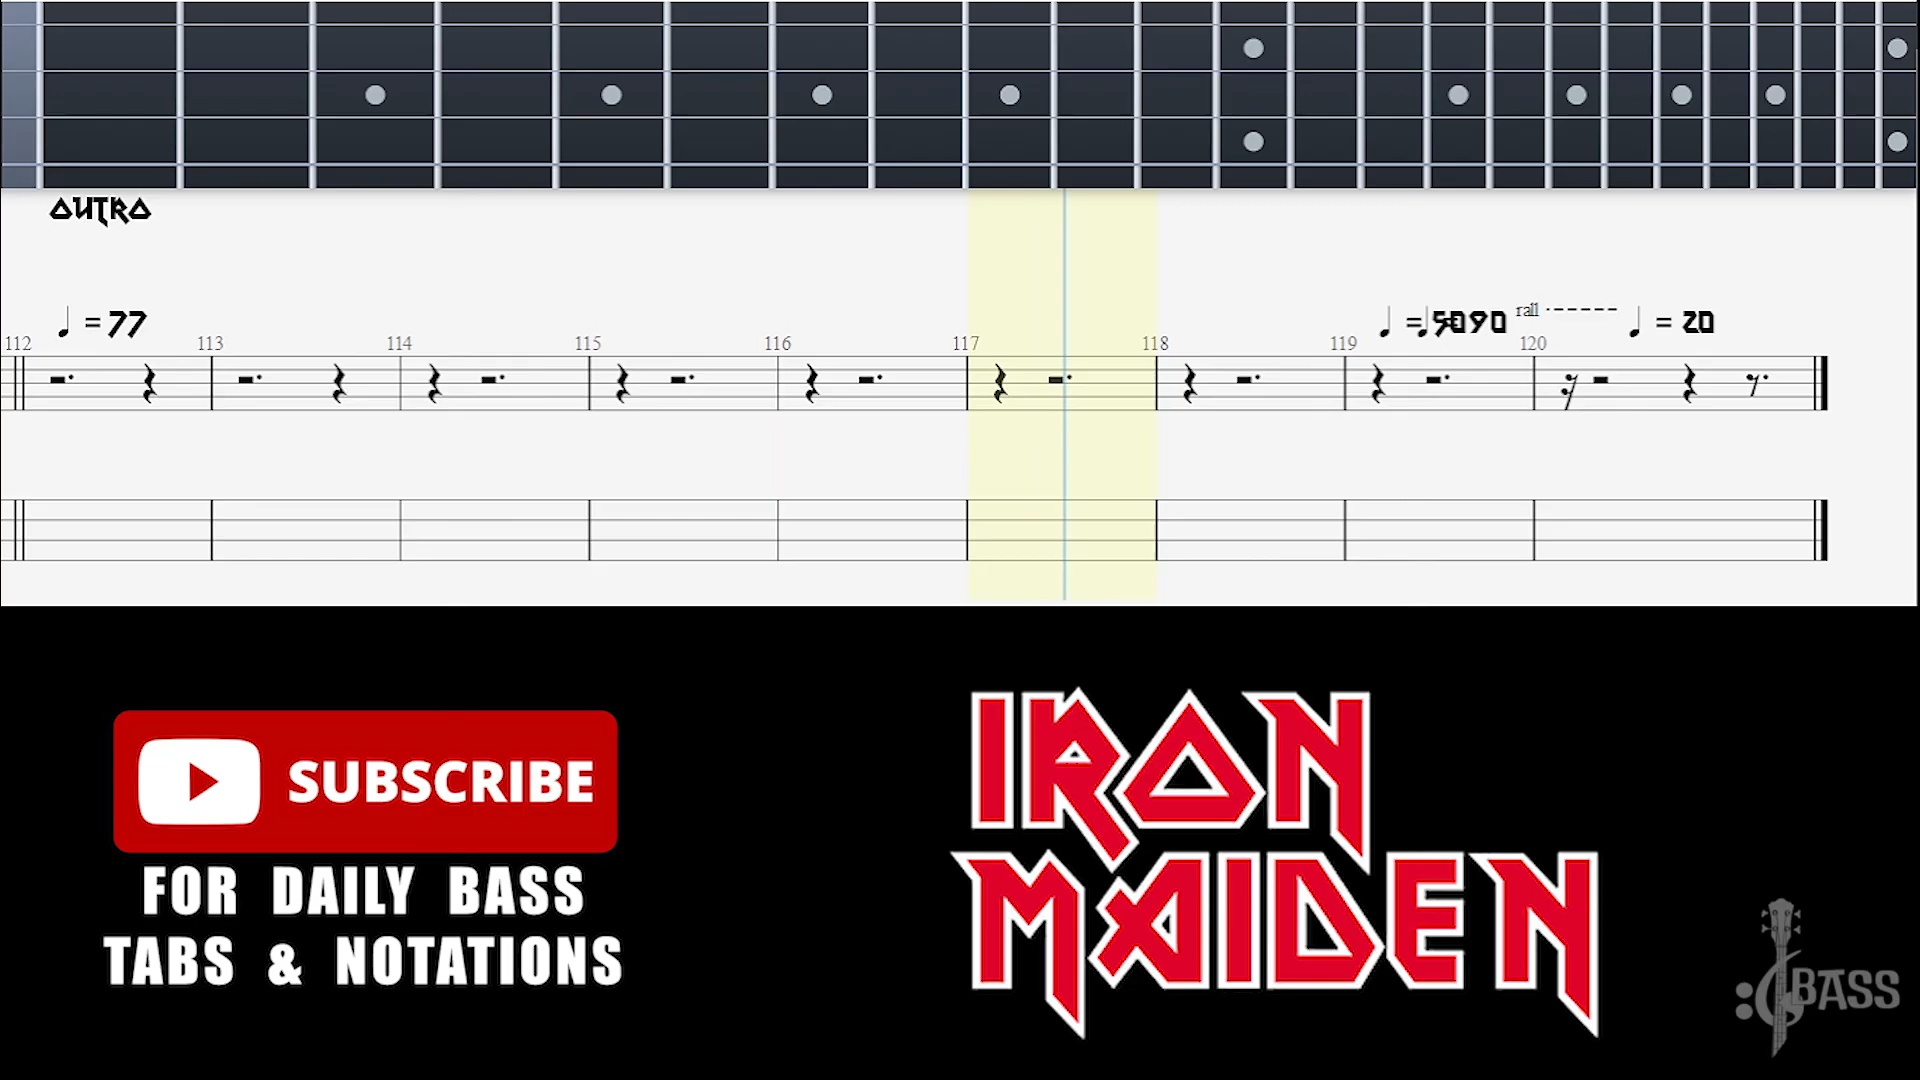 OUTRO
= 77
= 5090
rall
= 20
112 113 114 115 116 117 118 119 120
SUBSCRIBE
FOR DAILY BASS
TABS & NOTATIONS
IRON
MAIDEN
BASS